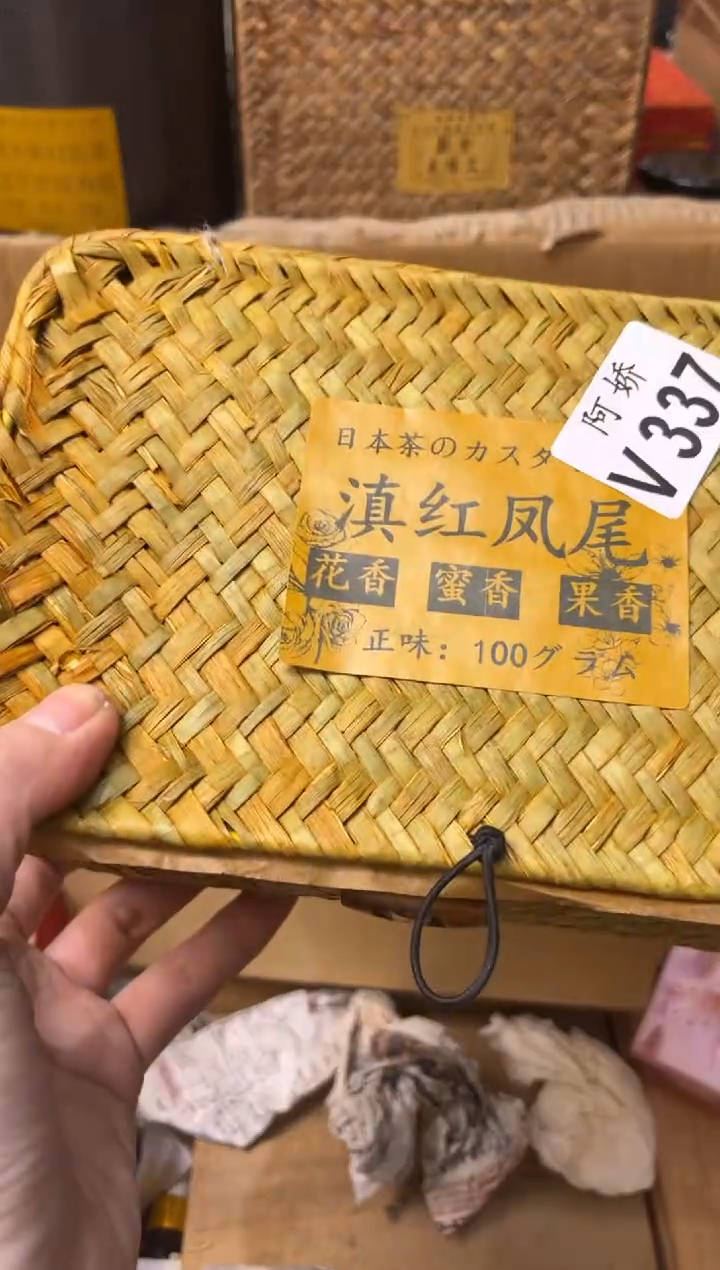 日本茶のカスタ
阿娇
V337
滇红凤尾
花香 蜜香 果香
正味：100グラム